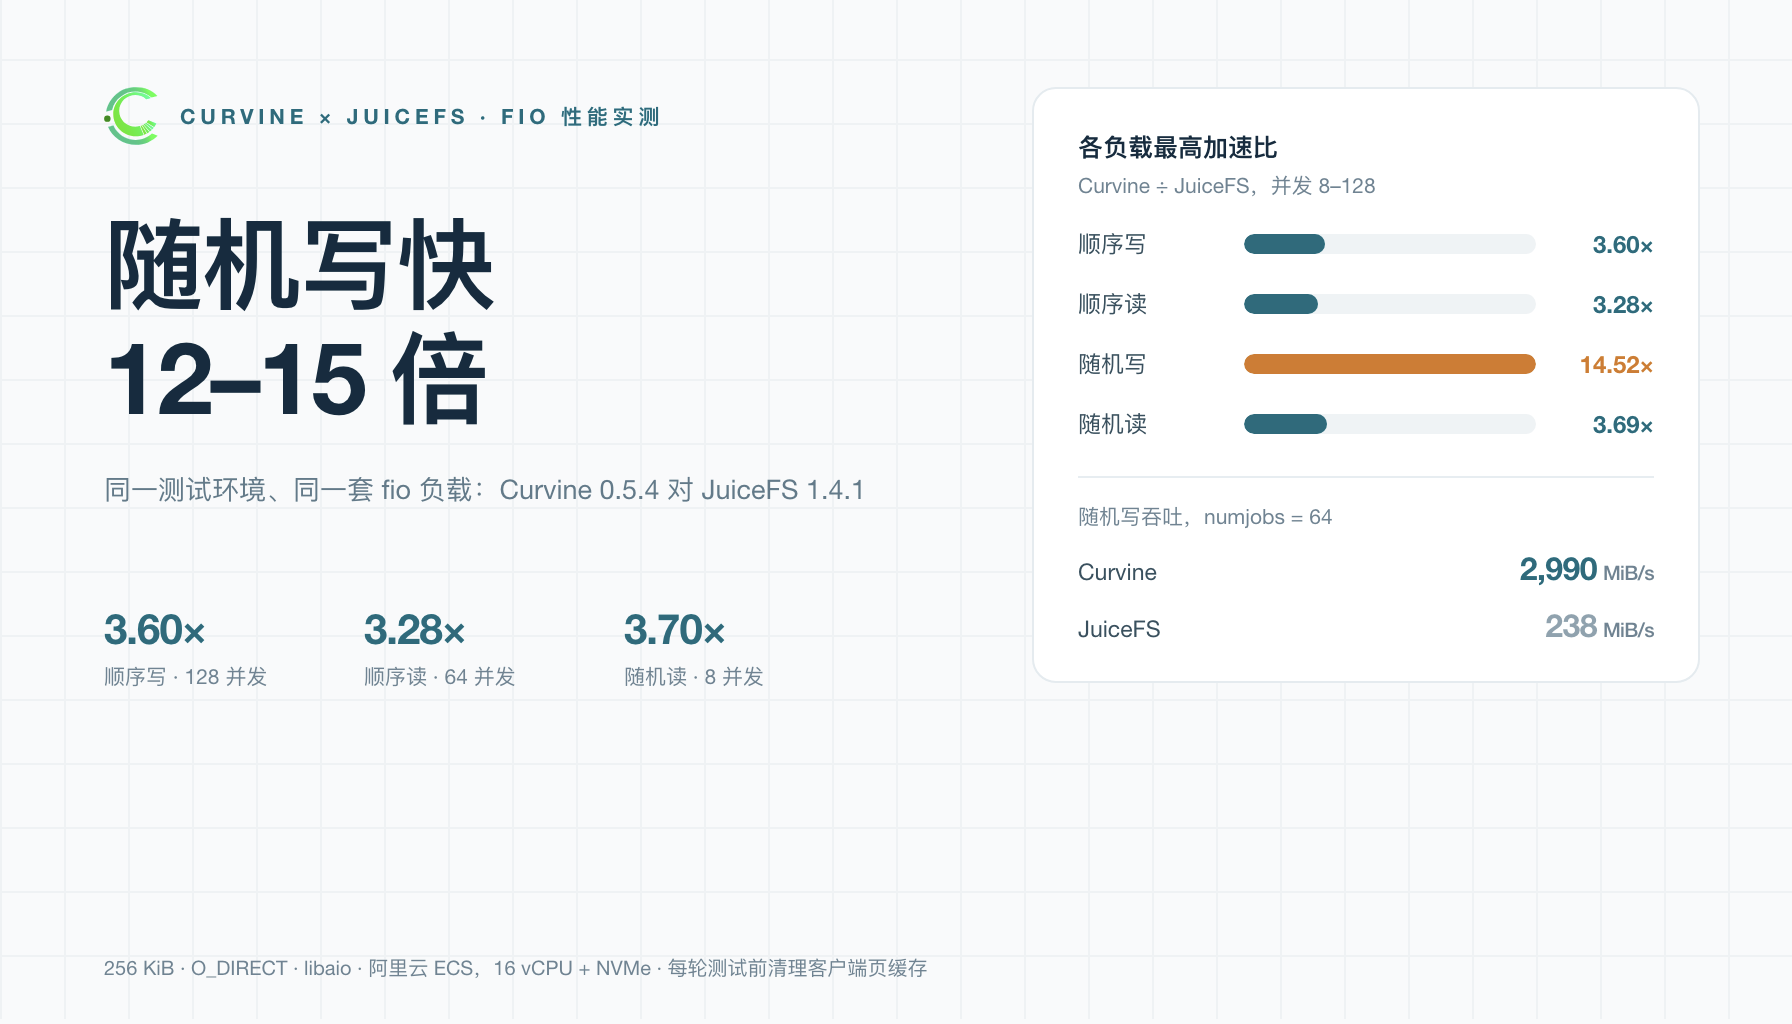 CURVINE × JUICEFS · FIO 性能实测
随机写快
12–15 倍
同一测试环境、同一套 fio 负载：Curvine 0.5.4 对 JuiceFS 1.4.1
3.60×
顺序写 · 128 并发
3.28×
顺序读 · 64 并发
3.70×
随机读 · 8 并发
各负载最高加速比
Curvine ÷ JuiceFS，并发 8–128
顺序写 3.60×
顺序读 3.28×
随机写 14.52×
随机读 3.69×
随机写吞吐，numjobs = 64
Curvine 2,990 MiB/s
JuiceFS 238 MiB/s
256 KiB · O_DIRECT · libaio · 阿里云 ECS，16 vCPU + NVMe · 每轮测试前清理客户端页缓存